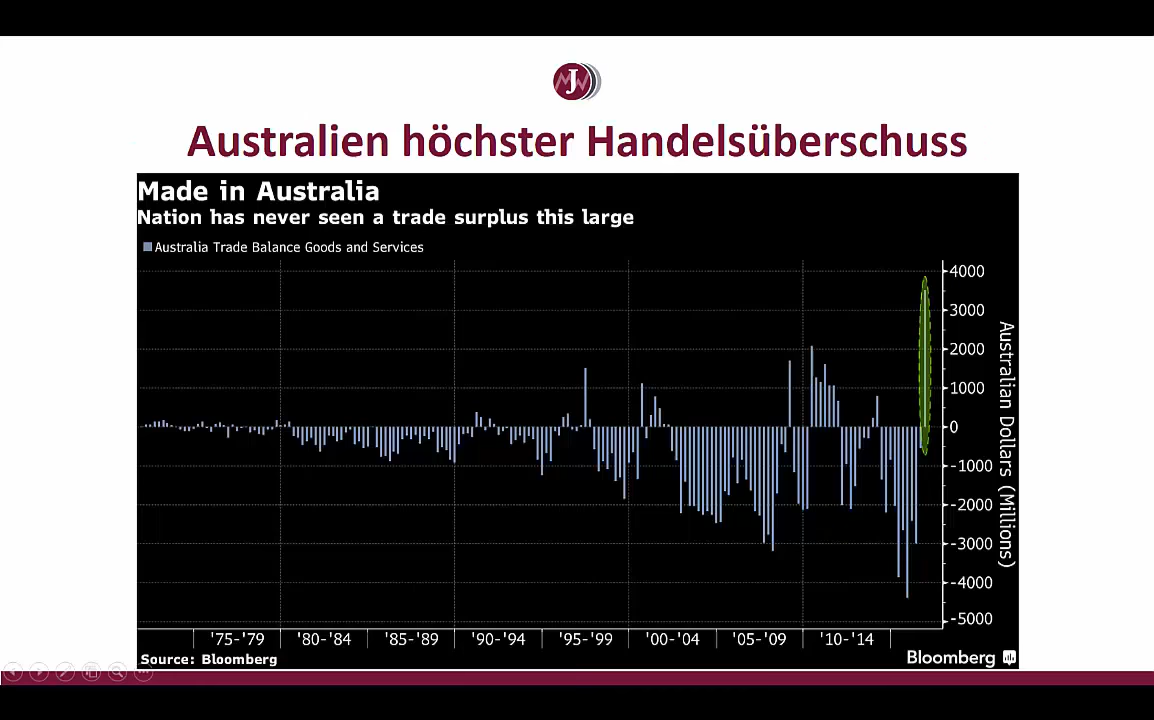 J
Australien höchster Handelsüberschuss
Made in Australia
Nation has never seen a trade surplus this large
Australia Trade Balance Goods and Services
4000
3000
2000
1000
0
-1000
-2000
-3000
-4000
-5000
Australian Dollars (Millions)
'75-'79 '80-'84 '85-'89 '90-'94 '95-'99 '00-'04 '05-'09 '10-'14
Source: Bloomberg
Bloomberg